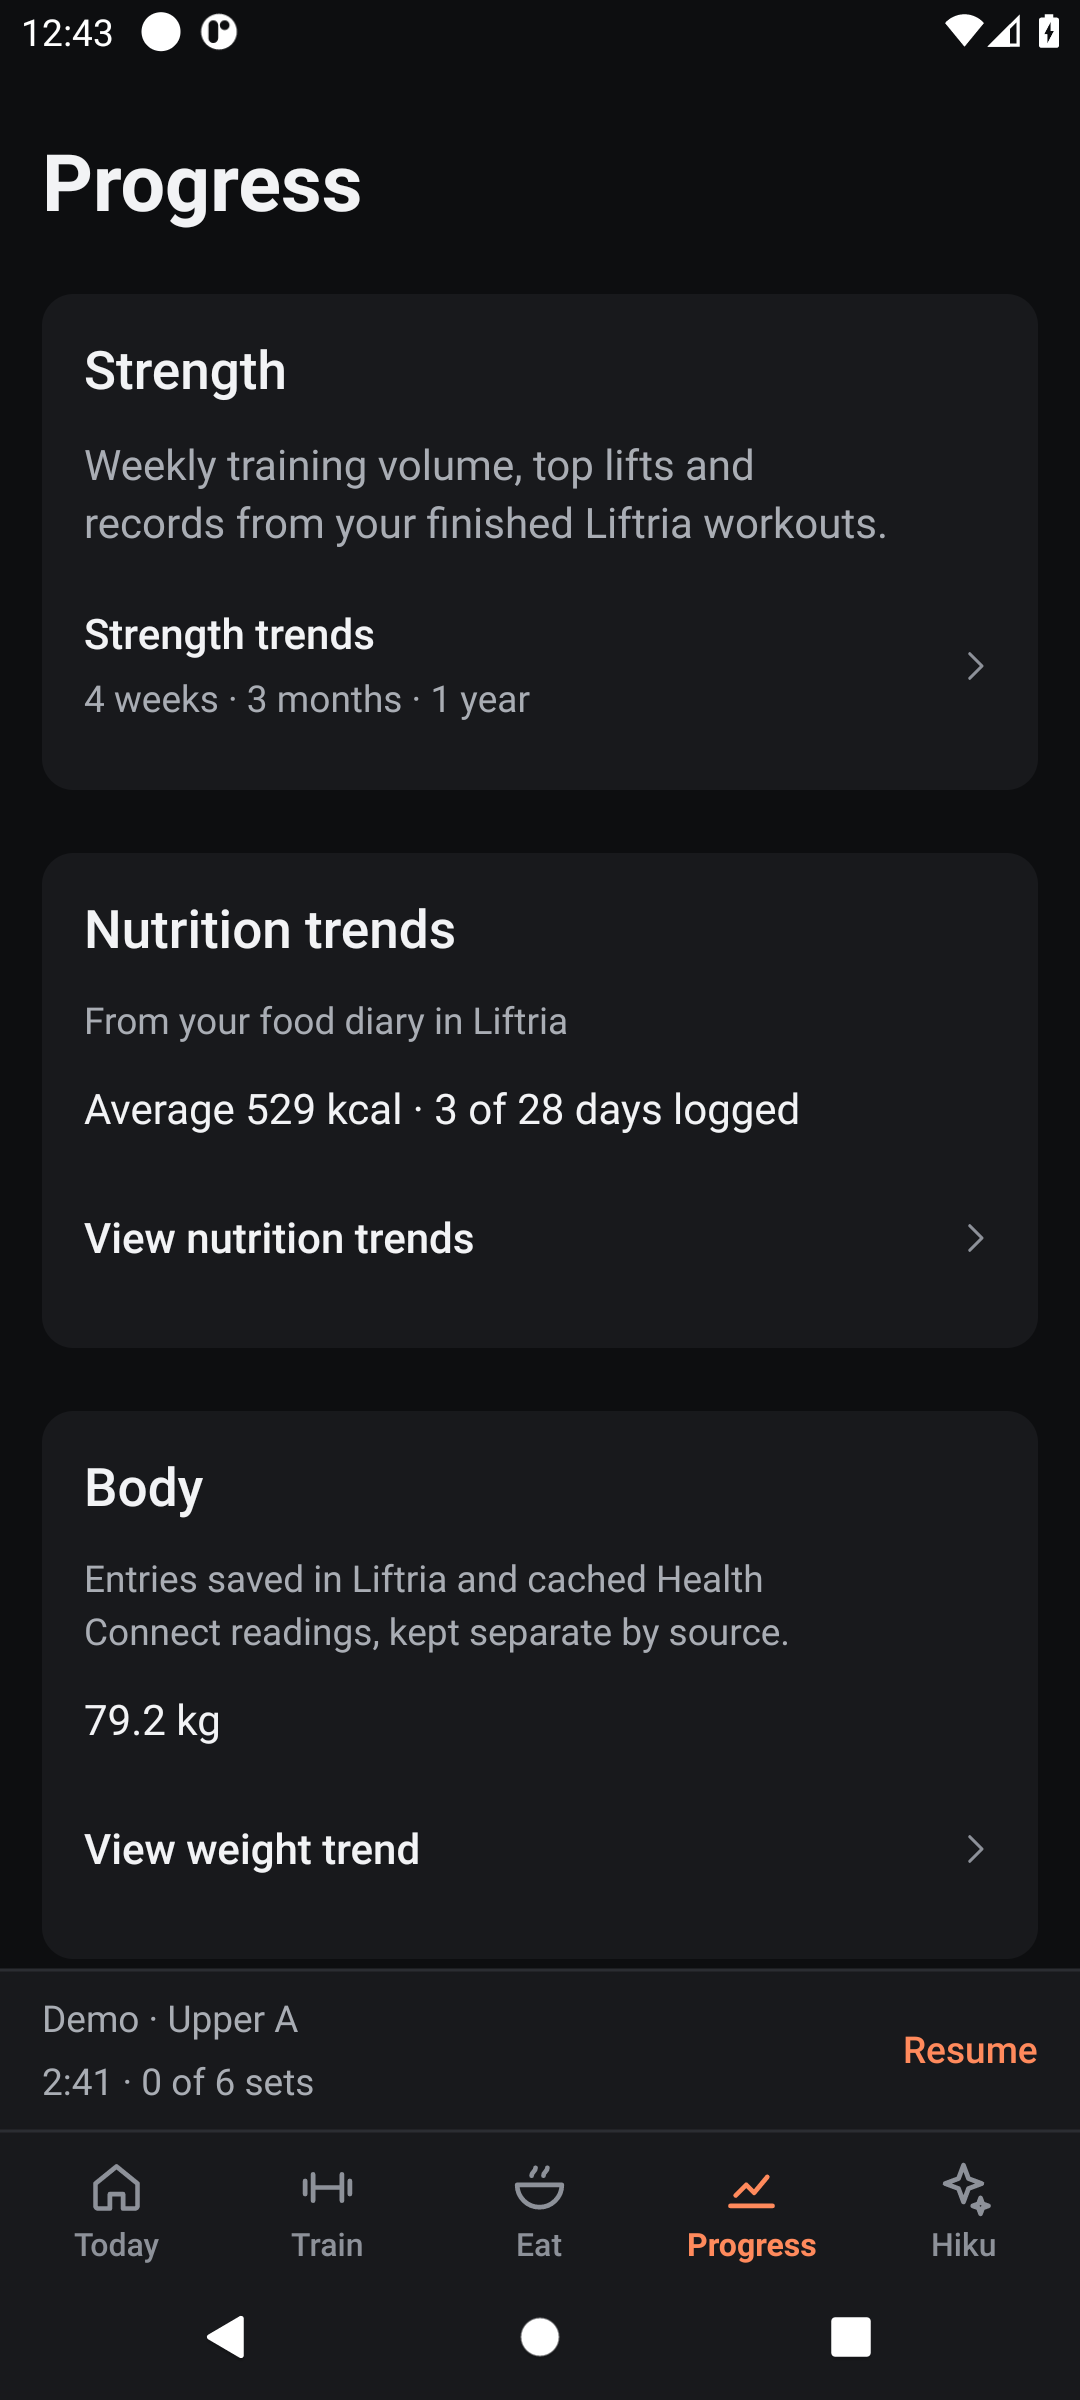 12:43
Progress
Strength
Weekly training volume, top lifts and
records from your finished Liftria workouts.
Strength trends
4 weeks · 3 months · 1 year
Nutrition trends
From your food diary in Liftria
Average 529 kcal · 3 of 28 days logged
View nutrition trends
Body
Entries saved in Liftria and cached Health
Connect readings, kept separate by source.
79.2 kg
View weight trend
Demo · Upper A
Resume
2:41 · 0 of 6 sets
Today
Train
Eat
Progress
Hiku